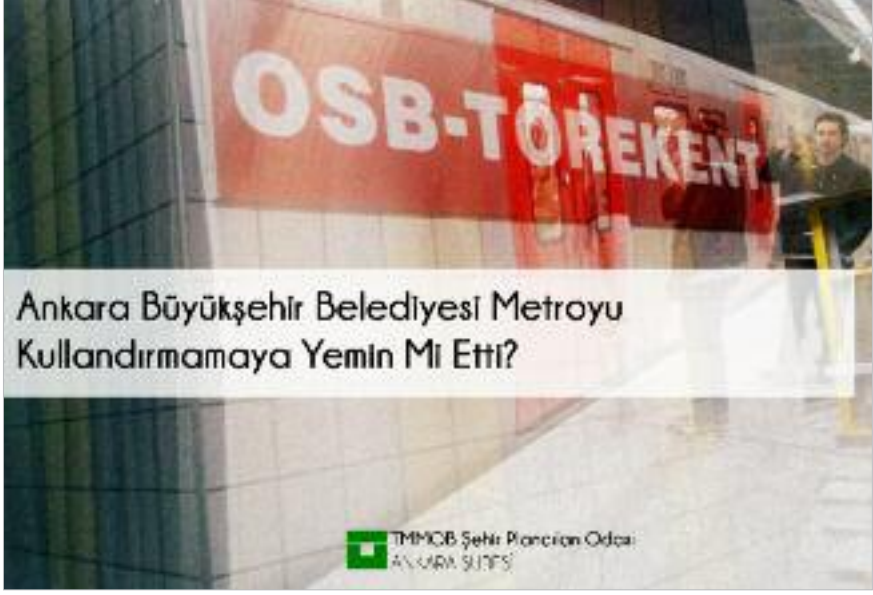 OSB-TÖREKENT
Ankara Büyükşehir Belediyesi Metroyu
Kullandırmamaya Yemin Mi Etti?
TMMOB Şehir Plancıları Odası
ANKARA ŞUBESİ